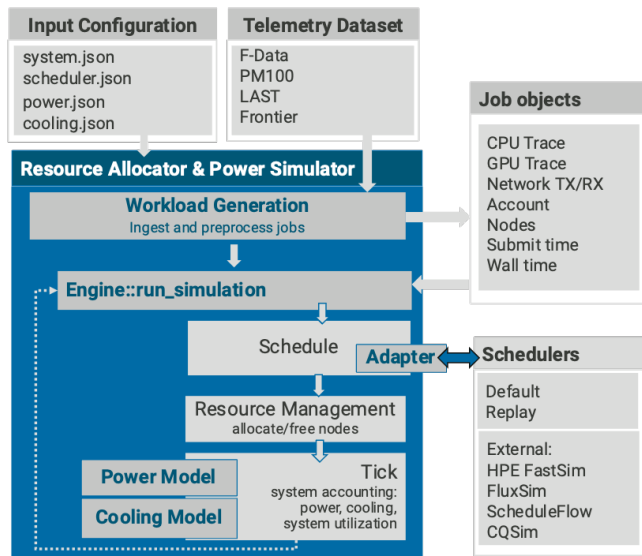 Input Configuration
system.json
scheduler.json
power.json
cooling.json
Telemetry Dataset
F-Data
PM100
LAST
Frontier
Job objects
CPU Trace
GPU Trace
Network TX/RX
Account
Nodes
Submit time
Wall time
Resource Allocator & Power Simulator
Workload Generation
Ingest and preprocess jobs
Engine::run_simulation
Schedule
Adapter
Schedulers
Default
Replay
External:
HPE FastSim
FluxSim
ScheduleFlow
CQSim
Resource Management
allocate/free nodes
Power Model
Cooling Model
Tick
system accounting:
power, cooling,
system utilization